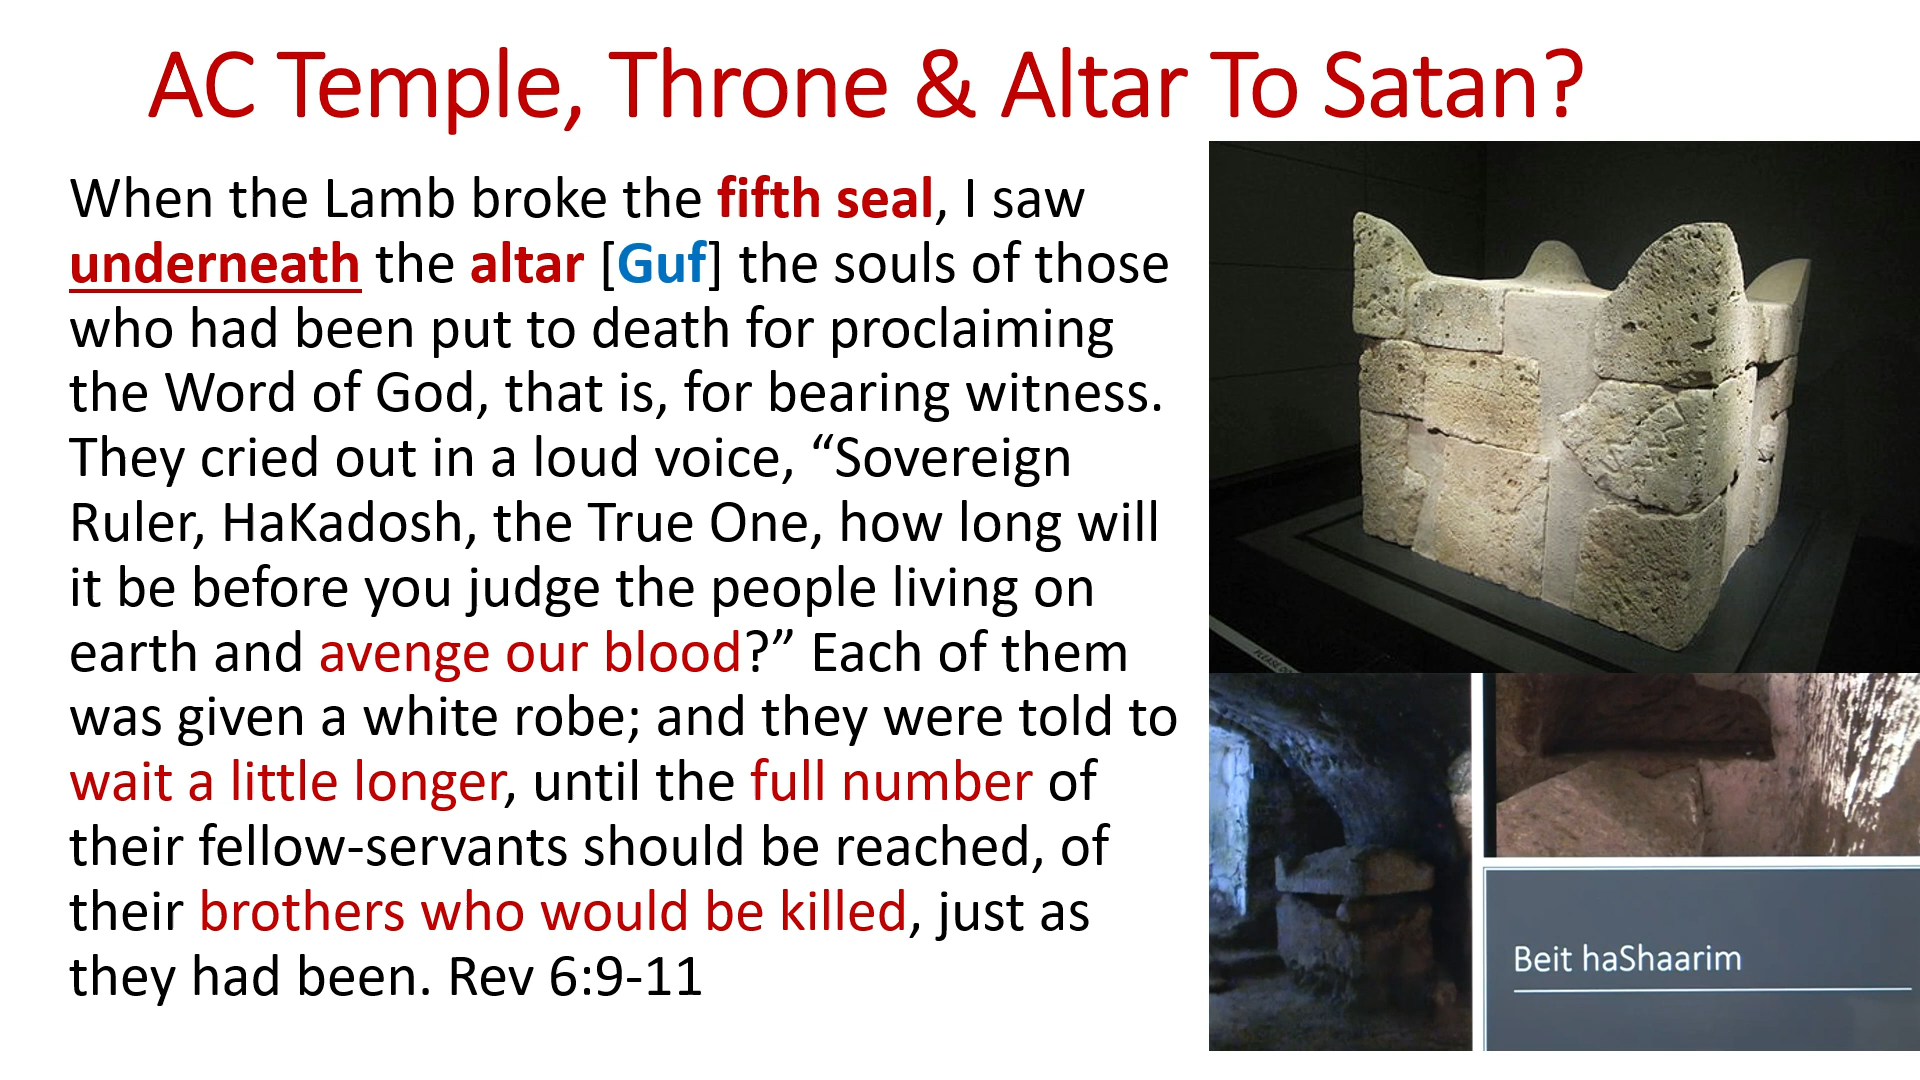 AC Temple, Throne & Altar To Satan?
When the Lamb broke the fifth seal, I saw
underneath the altar [Guf] the souls of those
who had been put to death for proclaiming
the Word of God, that is, for bearing witness.
They cried out in a loud voice, “Sovereign
Ruler, HaKadosh, the True One, how long will
it be before you judge the people living on
earth and avenge our blood?” Each of them
was given a white robe; and they were told to
wait a little longer, until the full number of
their fellow-servants should be reached, of
their brothers who would be killed, just as
they had been. Rev 6:9-11
PLEASE
Beit haShaarim